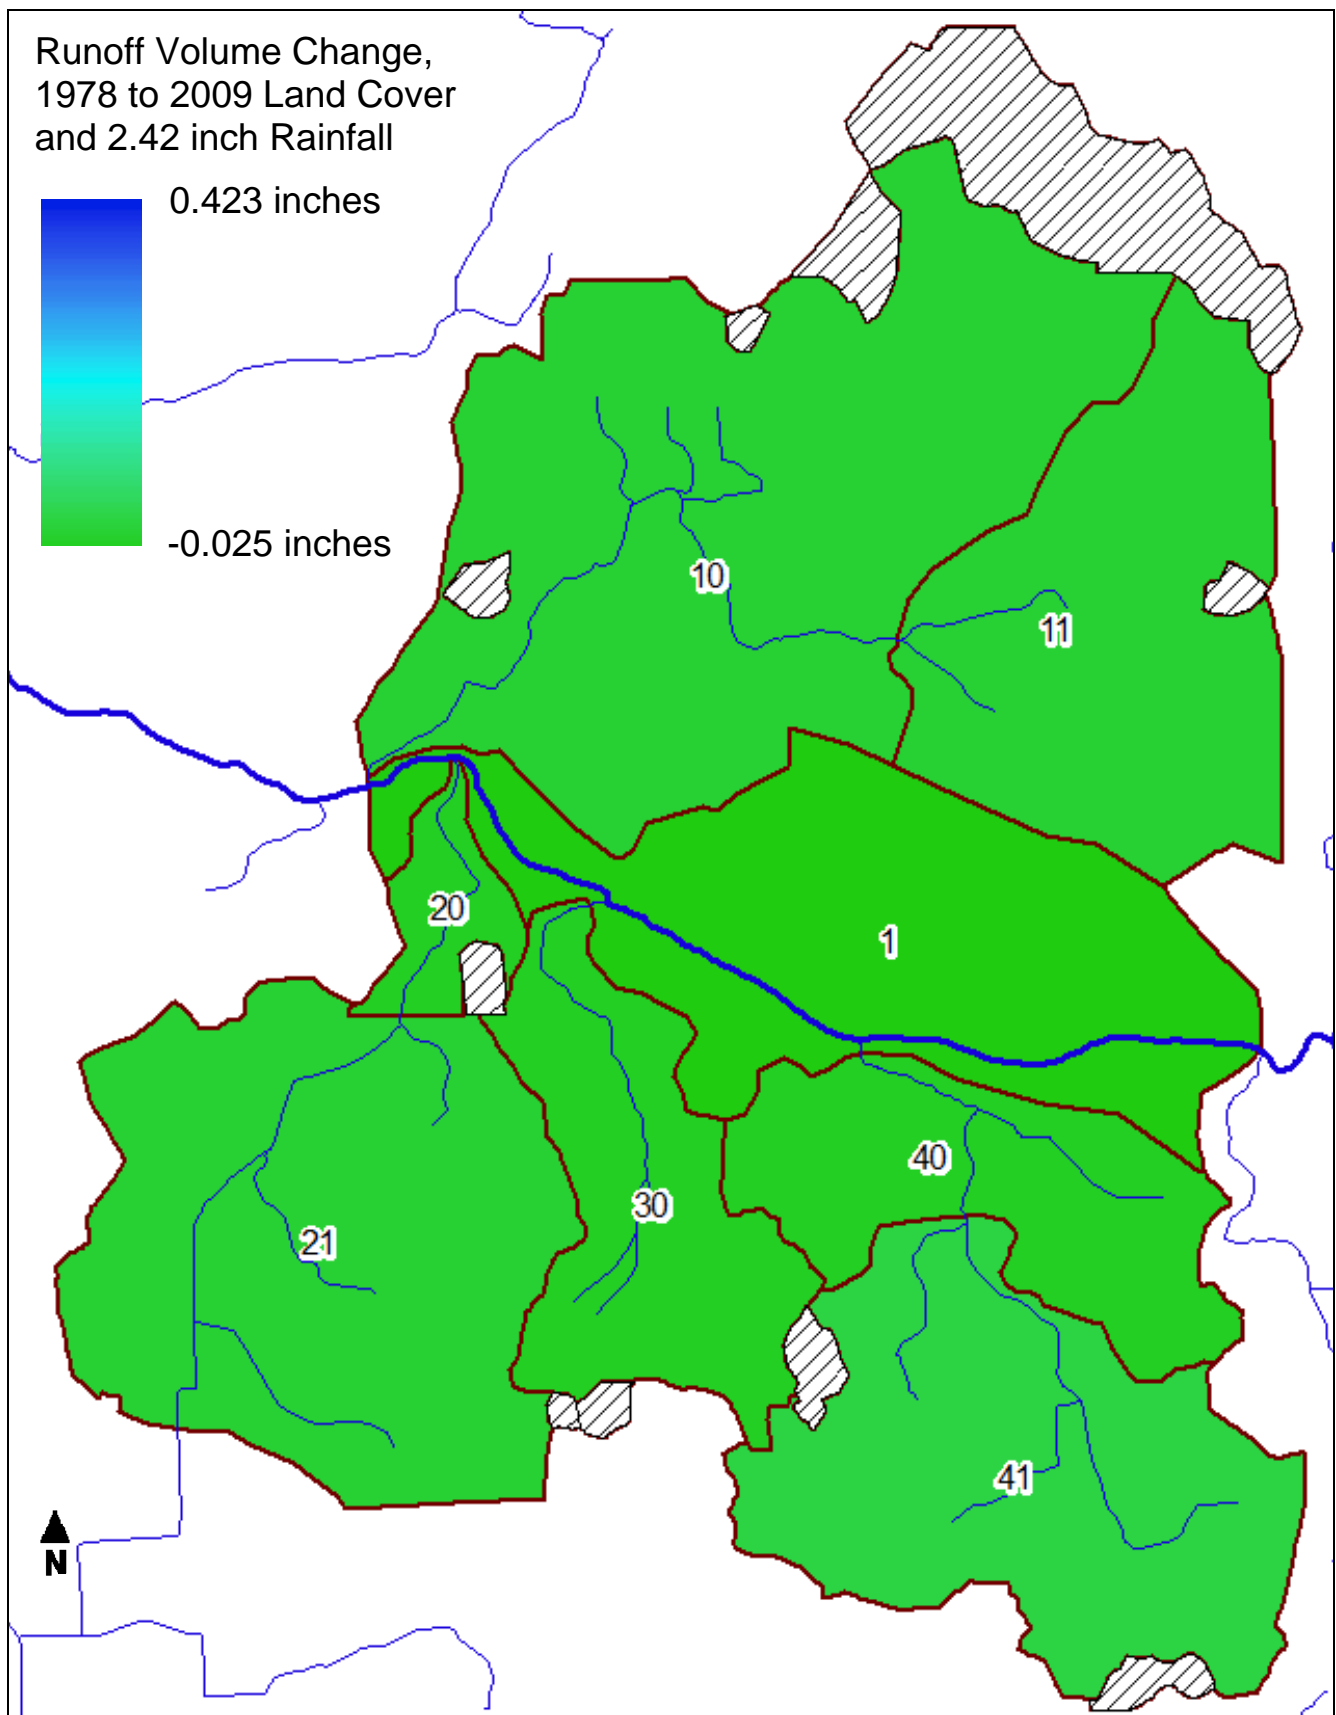 Runoff Volume Change,
1978 to 2009 Land Cover
and 2.42 inch Rainfall
0.423 inches
-0.025 inches
10
11
20
1
40
30
21
41
N